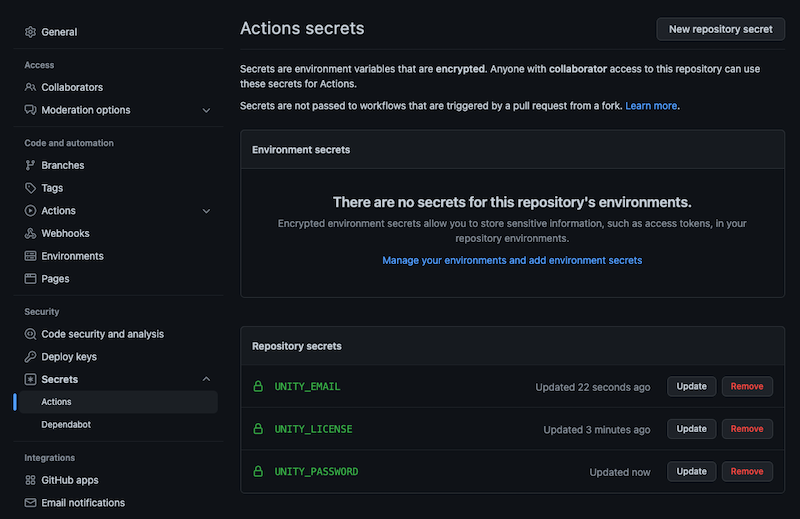 General
Access
Collaborators
Moderation options
Code and automation
Branches
Tags
Actions
Webhooks
Environments
Pages
Security
Code security and analysis
Deploy keys
Secrets
Actions
Dependabot
Integrations
GitHub apps
Email notifications
Actions secrets
New repository secret
Secrets are environment variables that are encrypted. Anyone with collaborator access to this repository can use
these secrets for Actions.
Secrets are not passed to workflows that are triggered by a pull request from a fork. Learn more.
Environment secrets
There are no secrets for this repository's environments.
Encrypted environment secrets allow you to store sensitive information, such as access tokens, in your
repository environments.
Manage your environments and add environment secrets
Repository secrets
UNITY_EMAIL Updated 22 seconds ago Update Remove
UNITY_LICENSE Updated 3 minutes ago Update Remove
UNITY_PASSWORD Updated now Update Remove